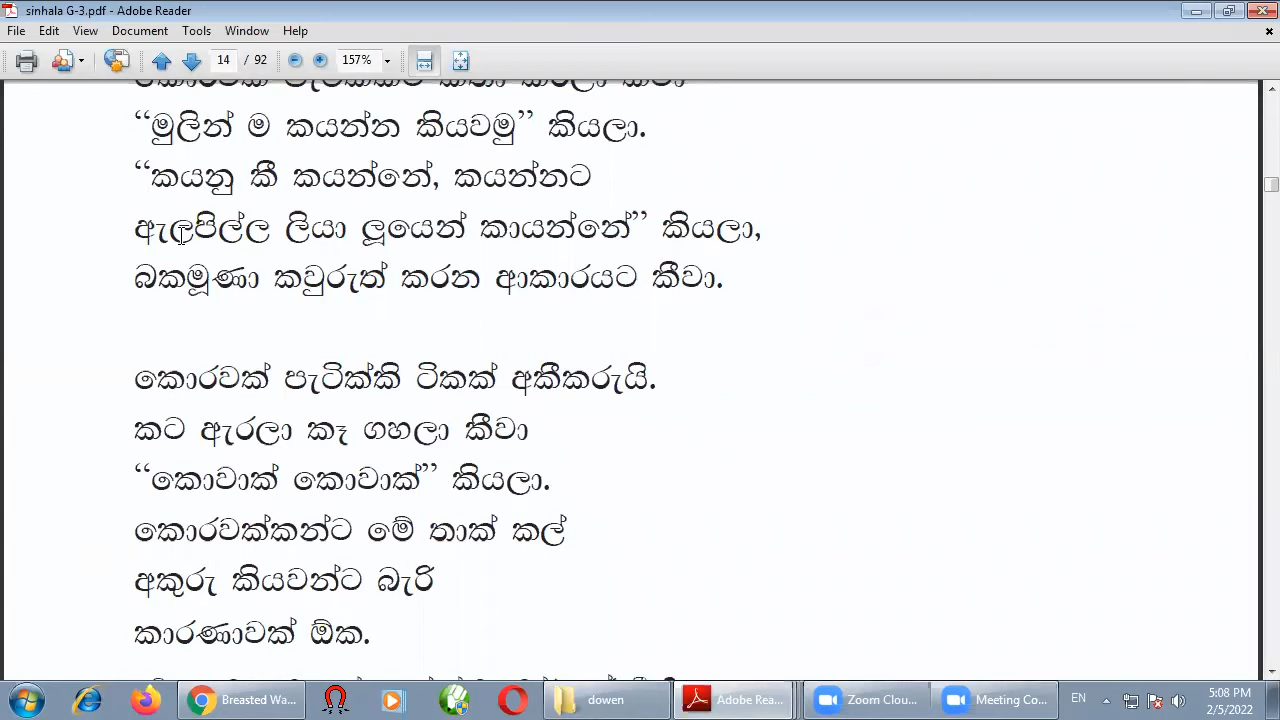 sinhala G-3.pdf - Adobe Reader
File Edit View Document Tools Window Help
14 / 92 157%
“මුලින් ම කයන්න කියවමු” කියලා.
“කයනු කී කයන්නේ, කයන්නට
ඇලපිල්ල ලියා ලූයෙන් කායන්නේ” කියලා,
බකමූණා කවුරුත් කරන ආකාරයට කීවා.
කොරවක් පැටික්කි ටිකක් අකීකරුයි.
කට ඇරලා කෑ ගහලා කීවා
“කොවාක් කොවාක්” කියලා.
කොරවක්කන්ට මේ තාක් කල්
අකුරු කියවන්ට බැරි
කාරණාවක් ඕක.
Breasted Wa... dowen Adobe Rea... Zoom Clou... Meeting Co... EN 5:08 PM
2/5/2022